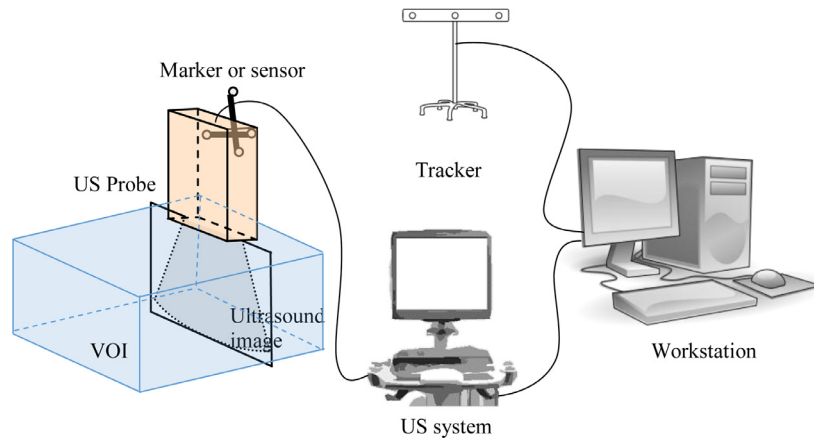 Marker or sensor
Tracker
US Probe
Ultrasound
image
VOI
Workstation
US system